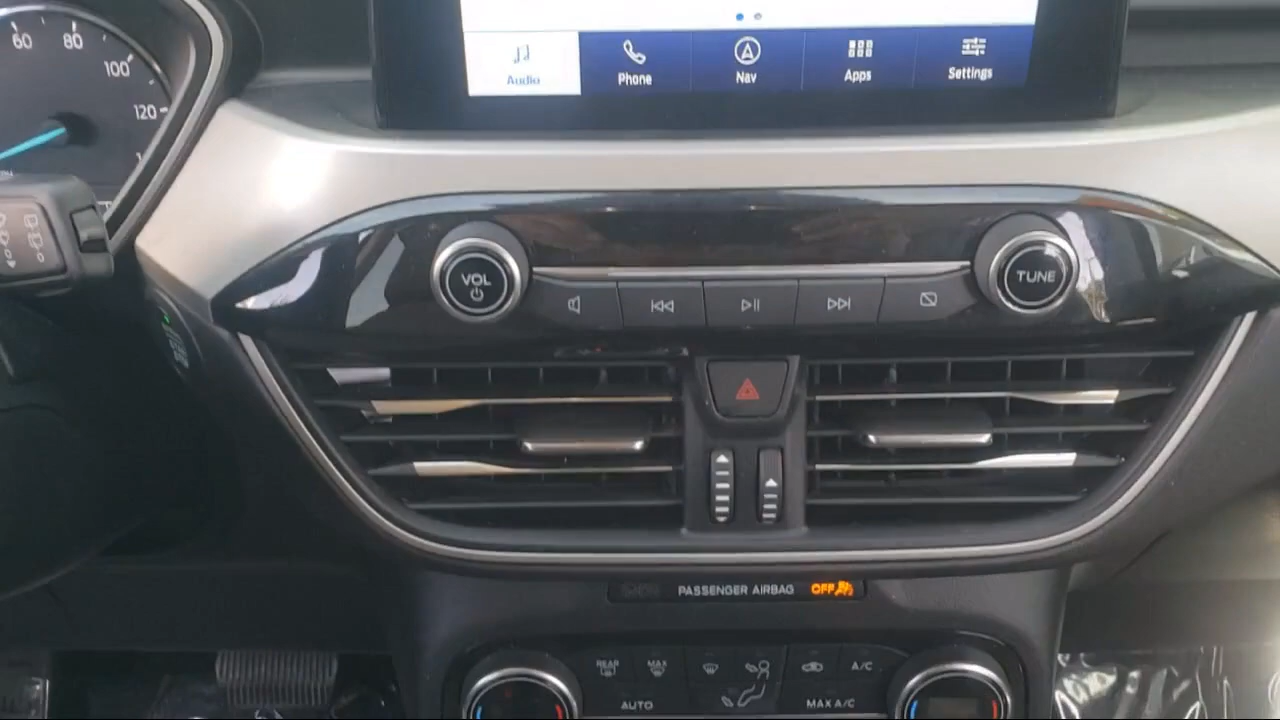 60
80
100
120
Audio
Phone
Nav
Apps
Settings
VOL
TUNE
PASSENGER AIRBAG OFF
REAR
MAX
A/C
AUTO
MAX A/C